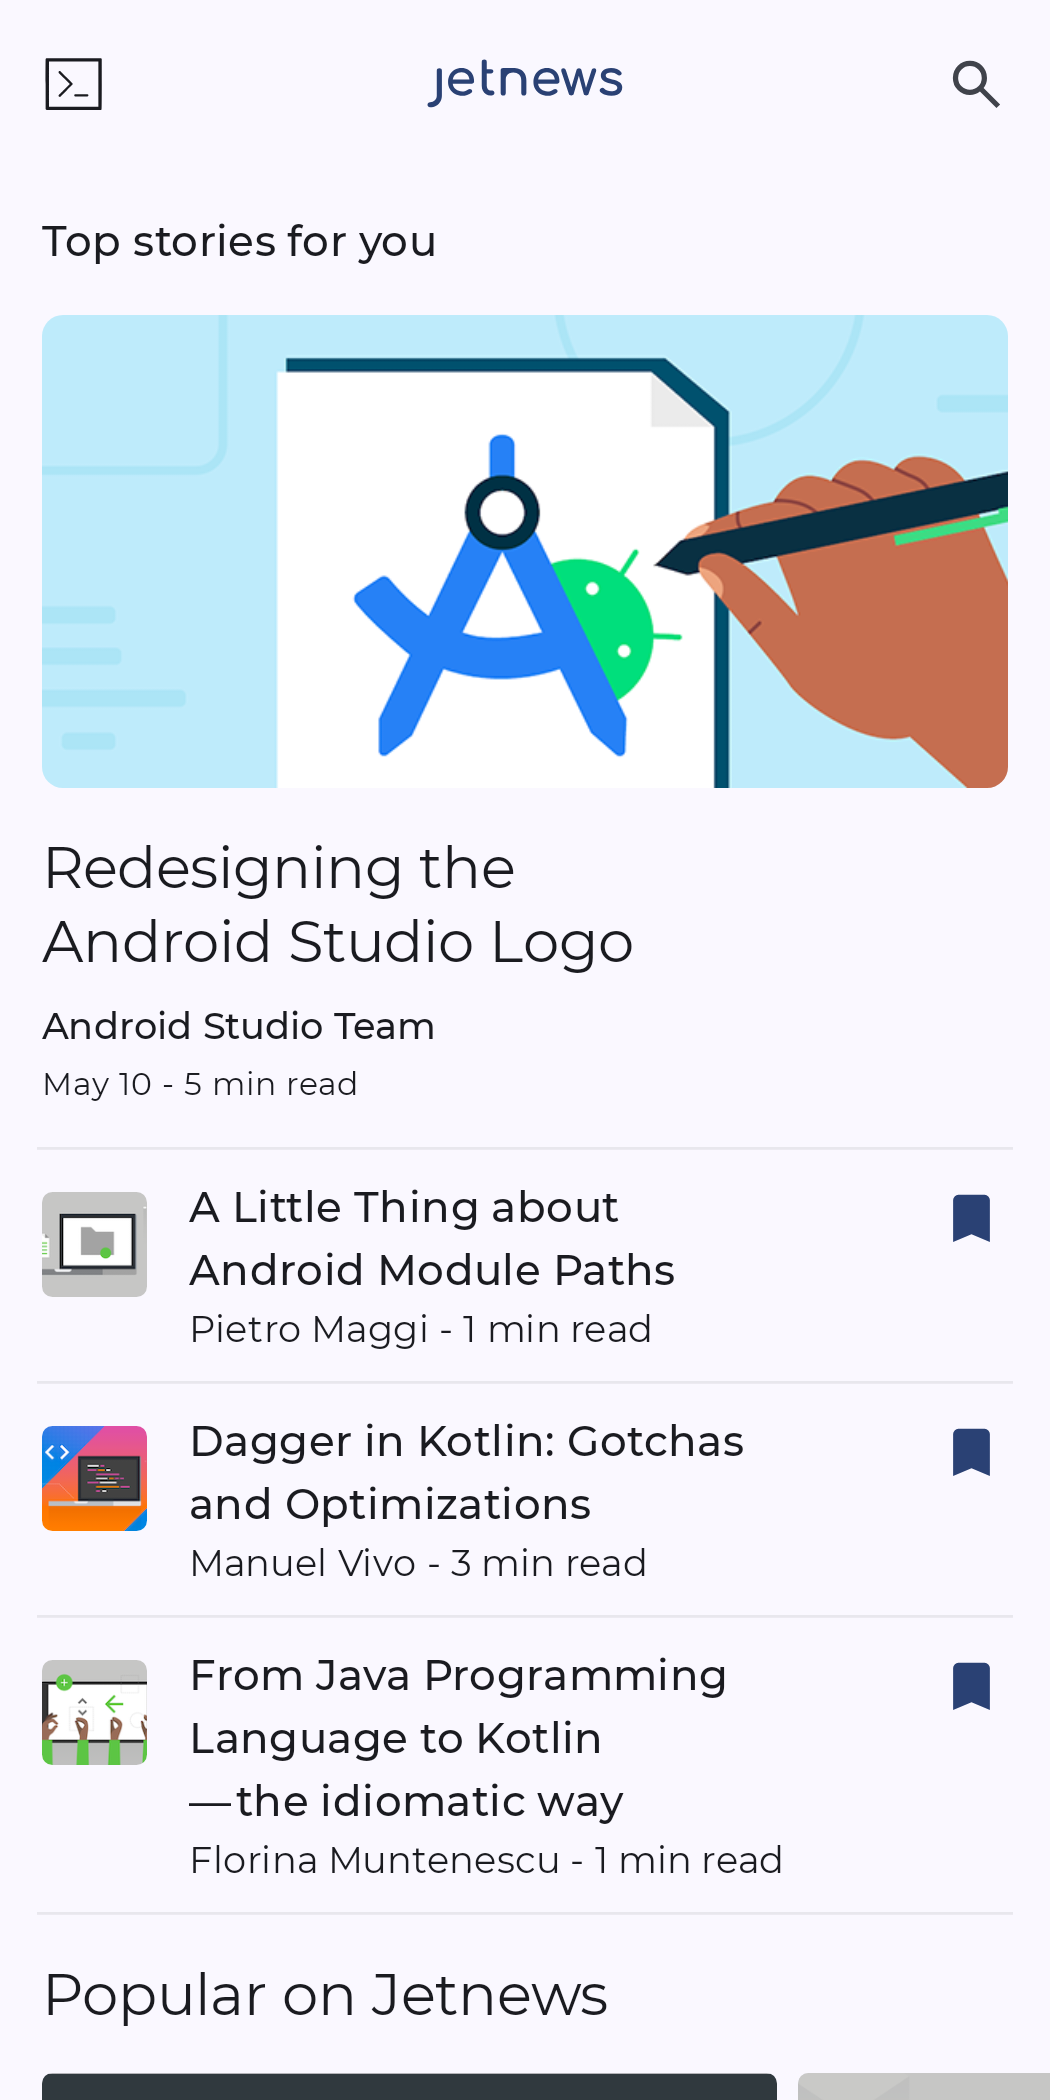 jetnews
Top stories for you
Redesigning the
Android Studio Logo
Android Studio Team
May 10 - 5 min read
A Little Thing about
Android Module Paths
Pietro Maggi - 1 min read
Dagger in Kotlin: Gotchas
and Optimizations
Manuel Vivo - 3 min read
From Java Programming
Language to Kotlin
—the idiomatic way
Florina Muntenescu - 1 min read
Popular on Jetnews